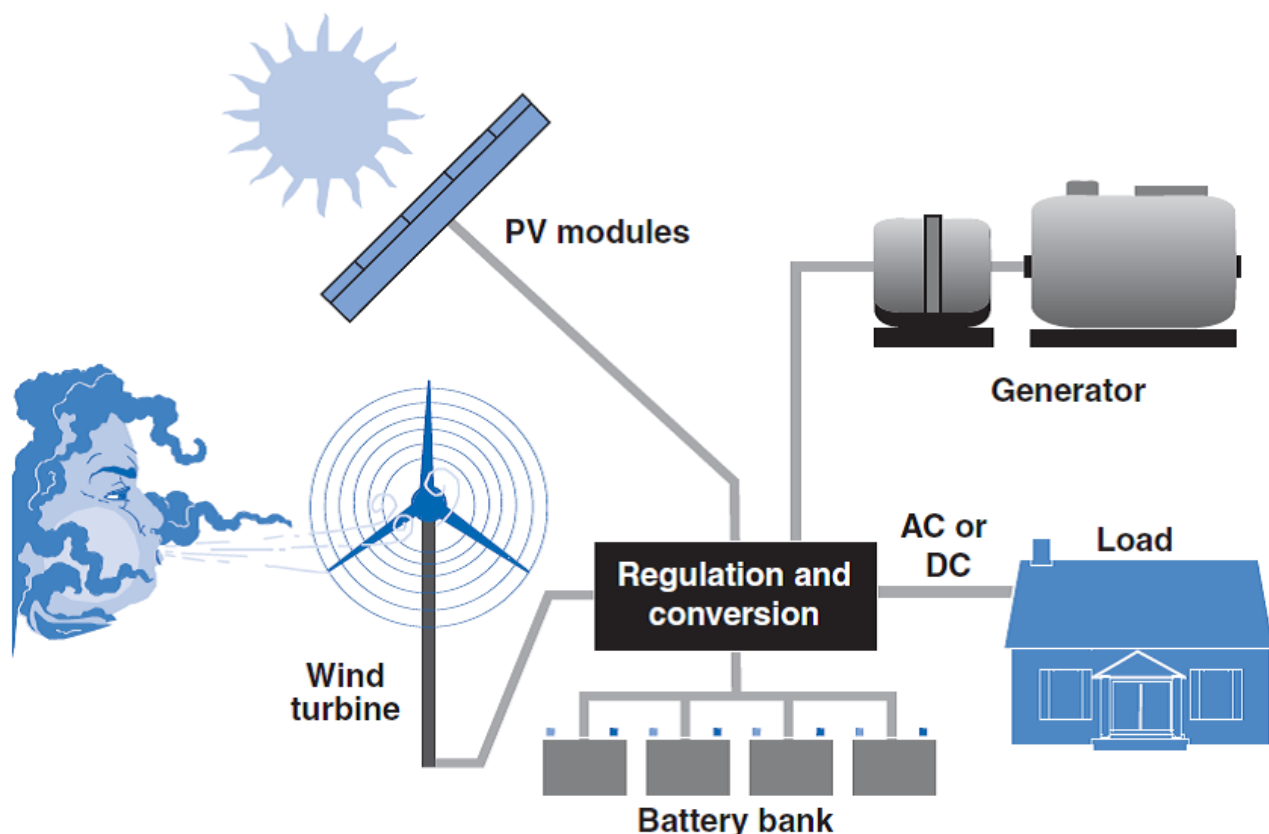 PV modules
Generator
AC or
DC
Load
Regulation and
conversion
Wind
turbine
Battery bank